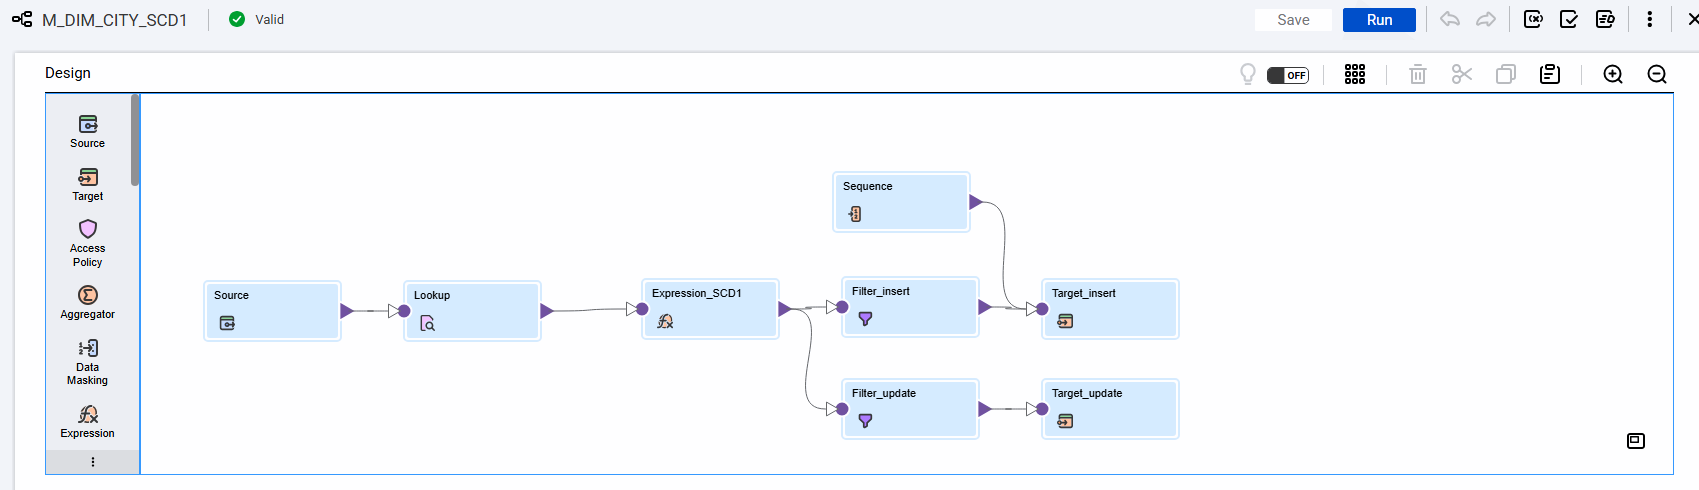 M_DIM_CITY_SCD1
Valid
Save
Run
Design
OFF
Source
Target
Access
Policy
Aggregator
Data
Masking
Expression
Sequence
Source
Lookup
Expression_SCD1
Filter_insert
Target_insert
Filter_update
Target_update